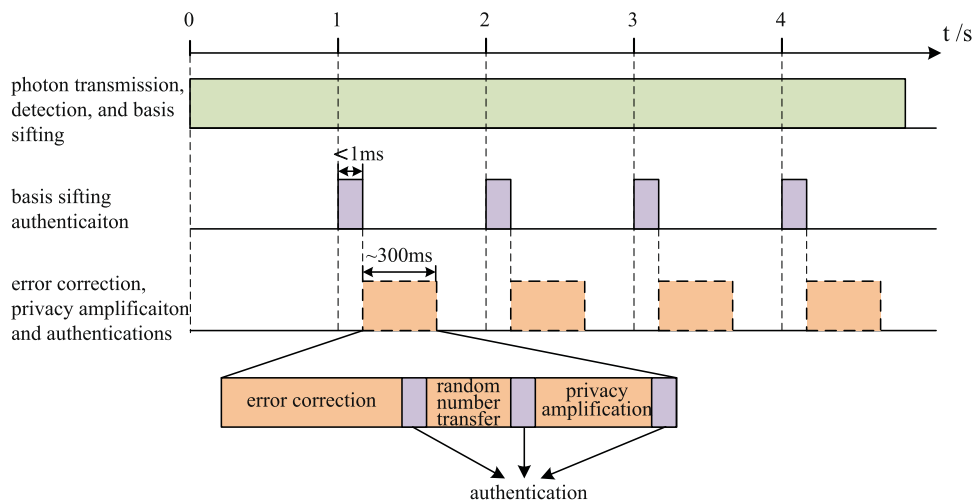 0 1 2 3 4
t /s
photon transmission,
detection, and basis
sifting
<1ms
basis sifting
authenticaiton
~300ms
error correction,
privacy amplificaiton
and authentications
error correction
random
number
transfer
privacy
amplification
authentication